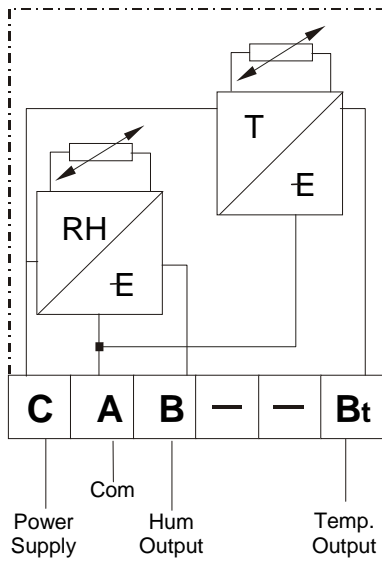 T
E
RH
E
C A B — — Bt
Com
Power Supply
Hum Output
Temp. Output